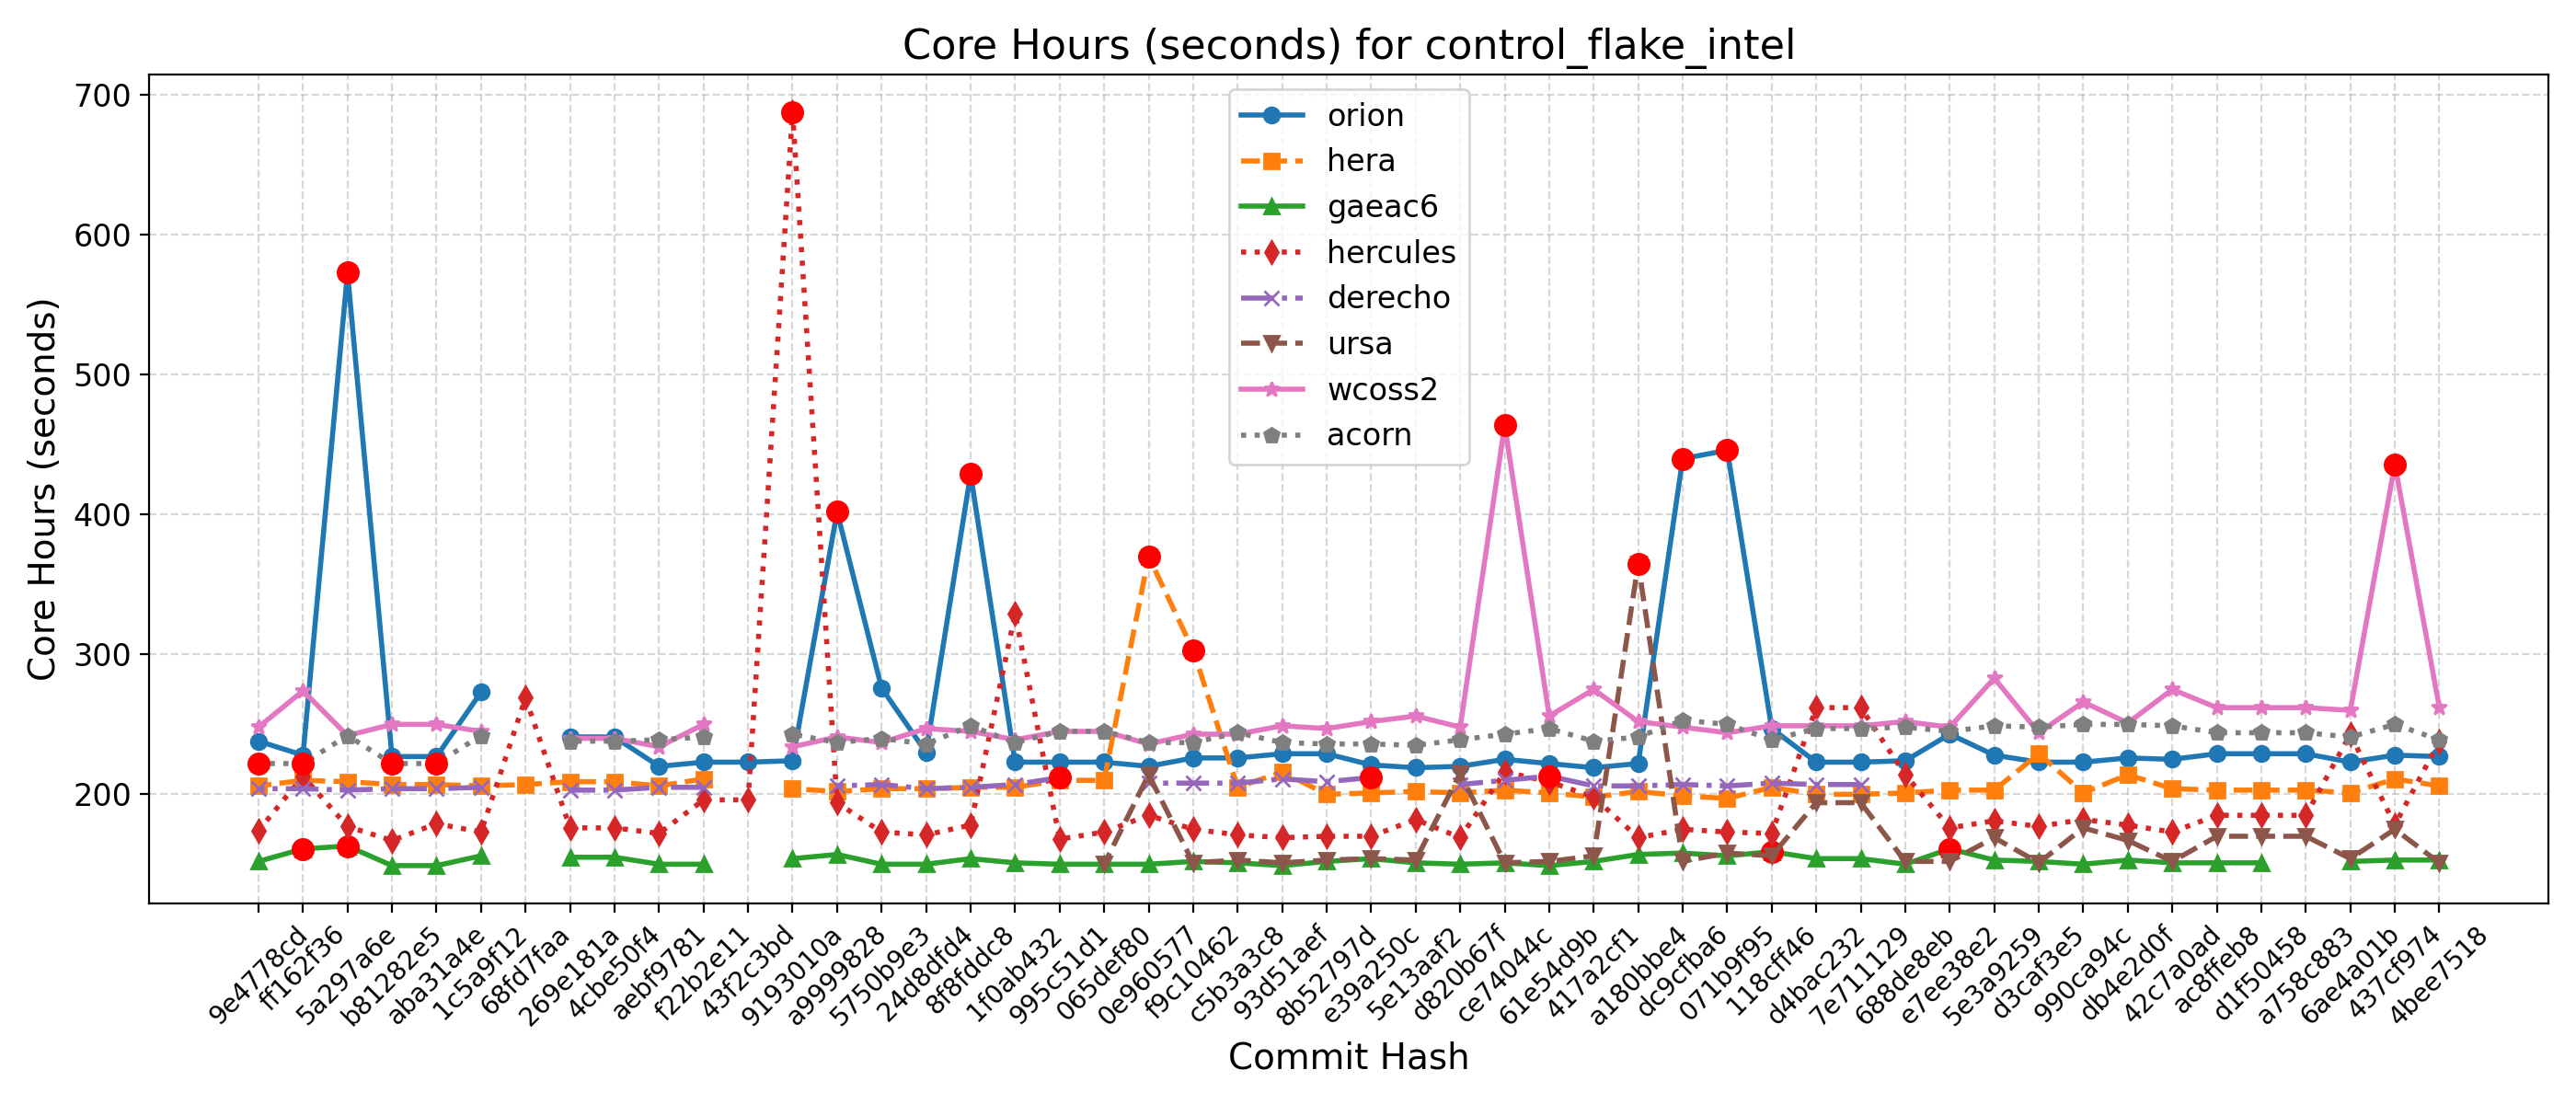 Core Hours (seconds) for control_flake_intel
Core Hours (seconds)
700
600
500
400
300
200
orion
hera
gaeac6
hercules
derecho
ursa
wcoss2
acorn
9e4778cd
ff162f36
5a297a6e
b81282e5
aba31a4e
1c5a9f12
68fd7faa
269e181a
4cbe50f4
aebf9781
f22b2e11
43f2c3bd
9193010a
a9999828
5750b9e3
24d8dfd4
8f8fddc8
1f0ab432
995c51d1
065def80
0e960577
f9c10462
c5b3a3c8
93d51aef
8b52797d
e39a250c
5e13aaf2
d820b67f
ce74044c
61e54d9b
417a2cf1
a180bbe4
dc9cfba6
071b9f95
118cff46
d4bac232
7e711129
688de8eb
e7ee38e2
5e3a9259
d3caf3e5
990ca94c
db4e2d0f
42c7a0ad
ac8ffeb8
d1f50458
a758c883
6ae4a01b
437cf974
4bee7518
Commit Hash